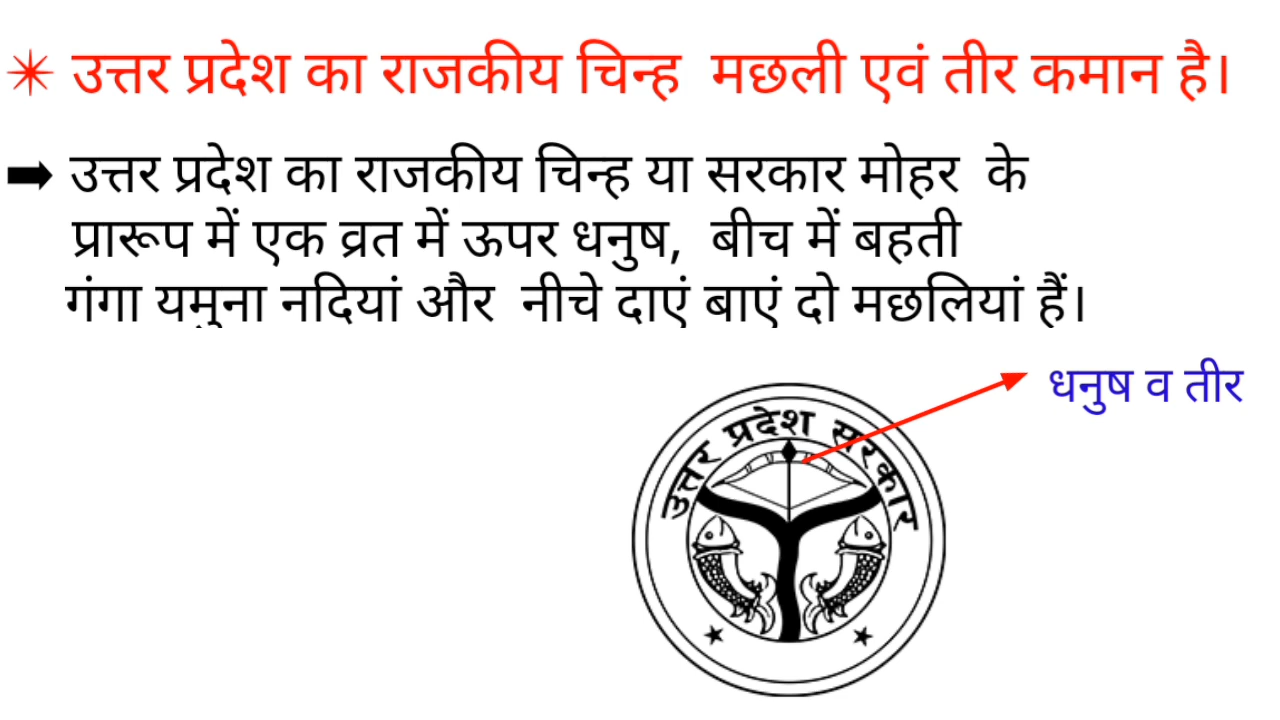 ✴ उत्तर प्रदेश का राजकीय चिन्ह मछली एवं तीर कमान है।
➡ उत्तर प्रदेश का राजकीय चिन्ह या सरकार मोहर के
प्रारूप में एक व्रत में ऊपर धनुष, बीच में बहती
गंगा यमुना नदियां और नीचे दाएं बाएं दो मछलियां हैं।
धनुष व तीर
उत्तर प्रदेश सरकार